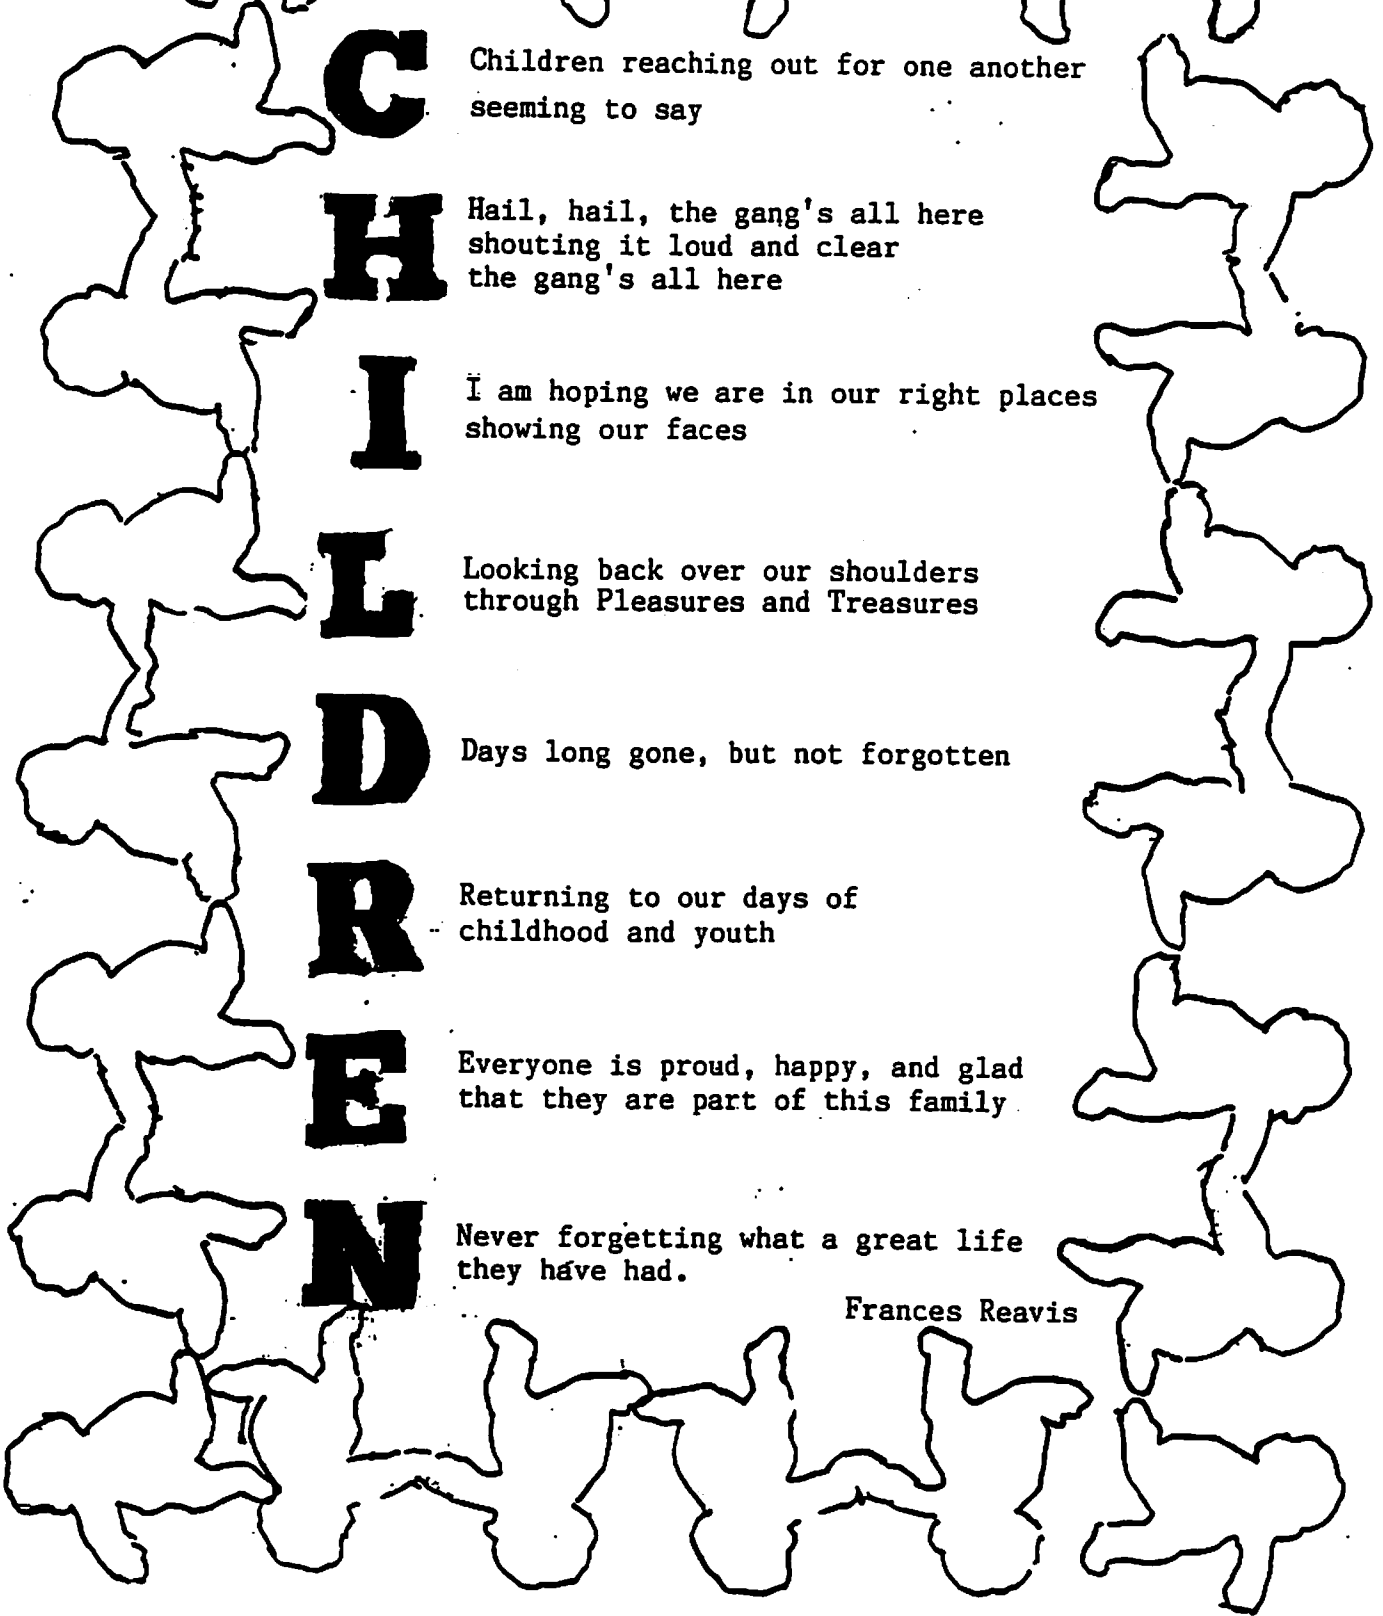 C Children reaching out for one another
seeming to say
H Hail, hail, the gang's all here
shouting it loud and clear
the gang's all here
I I am hoping we are in our right places
showing our faces
L Looking back over our shoulders
through Pleasures and Treasures
D Days long gone, but not forgotten
R Returning to our days of
childhood and youth
E Everyone is proud, happy, and glad
that they are part of this family
N Never forgetting what a great life
they have had.
Frances Reavis